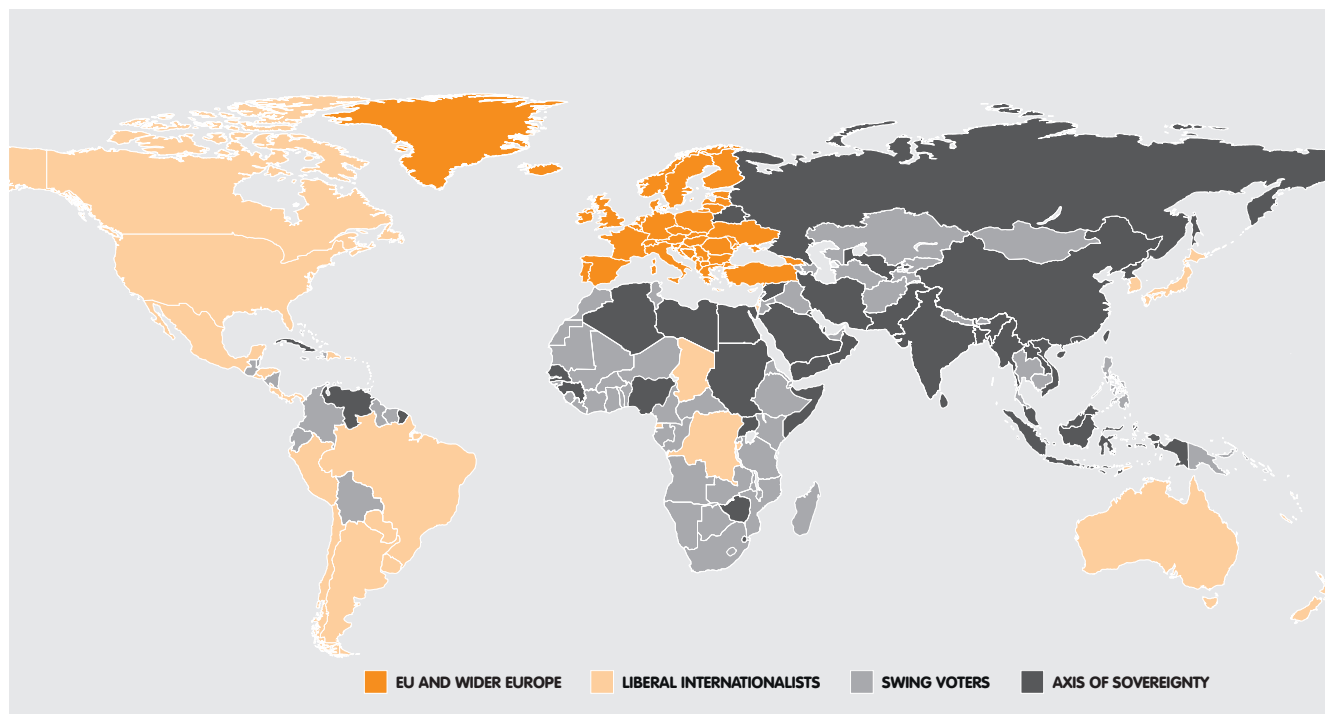 EU AND WIDER EUROPE LIBERAL INTERNATIONALISTS SWING VOTERS AXIS OF SOVEREIGNTY